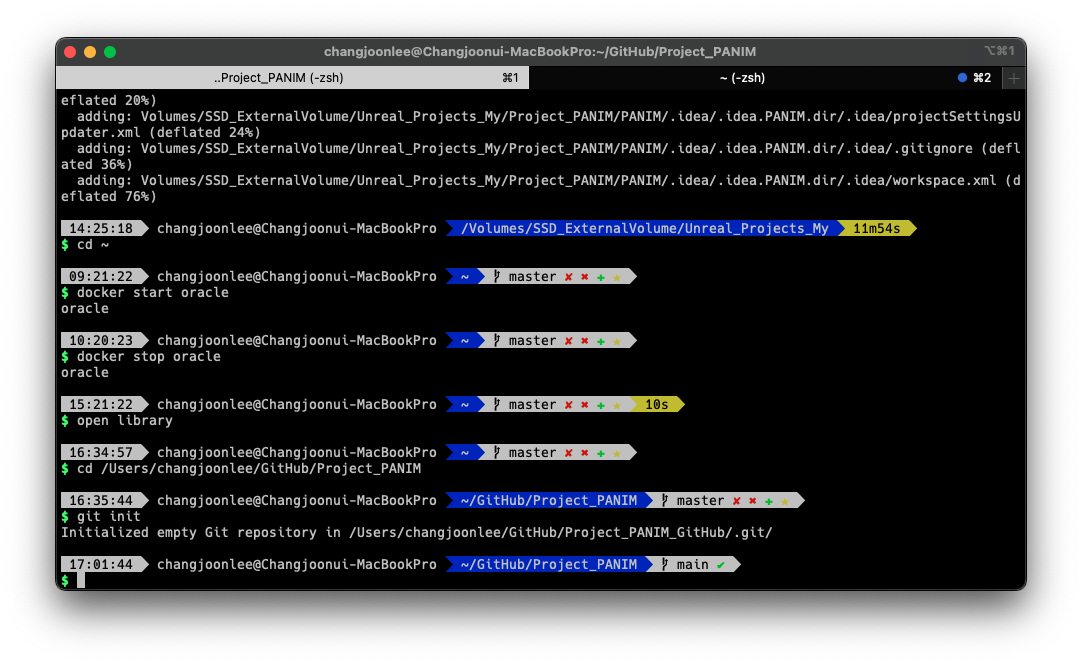 changjoonlee@Changjoonui-MacBookPro:~/GitHub/Project_PANIM ⌥⌘1
..Project_PANIM (-zsh) ⌘1 ~ (-zsh) ⌘2 +
eflated 20%)
adding: Volumes/SSD_ExternalVolume/Unreal_Projects_My/Project_PANIM/PANIM/.idea/.idea.PANIM.dir/.idea/projectSettingsU
pdater.xml (deflated 24%)
adding: Volumes/SSD_ExternalVolume/Unreal_Projects_My/Project_PANIM/PANIM/.idea/.idea.PANIM.dir/.idea/.gitignore (defl
ated 36%)
adding: Volumes/SSD_ExternalVolume/Unreal_Projects_My/Project_PANIM/PANIM/.idea/.idea.PANIM.dir/.idea/workspace.xml (d
eflated 76%)
14:25:18 changjoonlee@Changjoonui-MacBookPro /Volumes/SSD_ExternalVolume/Unreal_Projects_My 11m54s
$ cd ~
09:21:22 changjoonlee@Changjoonui-MacBookPro ~ master ✘ ✖ ✚ ★
$ docker start oracle
oracle
10:20:23 changjoonlee@Changjoonui-MacBookPro ~ master ✘ ✖ ✚ ★
$ docker stop oracle
oracle
15:21:22 changjoonlee@Changjoonui-MacBookPro ~ master ✘ ✖ ✚ ★ 10s
$ open library
16:34:57 changjoonlee@Changjoonui-MacBookPro ~ master ✘ ✖ ✚ ★
$ cd /Users/changjoonlee/GitHub/Project_PANIM
16:35:44 changjoonlee@Changjoonui-MacBookPro ~/GitHub/Project_PANIM master ✘ ✖ ✚ ★
$ git init
Initialized empty Git repository in /Users/changjoonlee/GitHub/Project_PANIM_GitHub/.git/
17:01:44 changjoonlee@Changjoonui-MacBookPro ~/GitHub/Project_PANIM main ✔
$